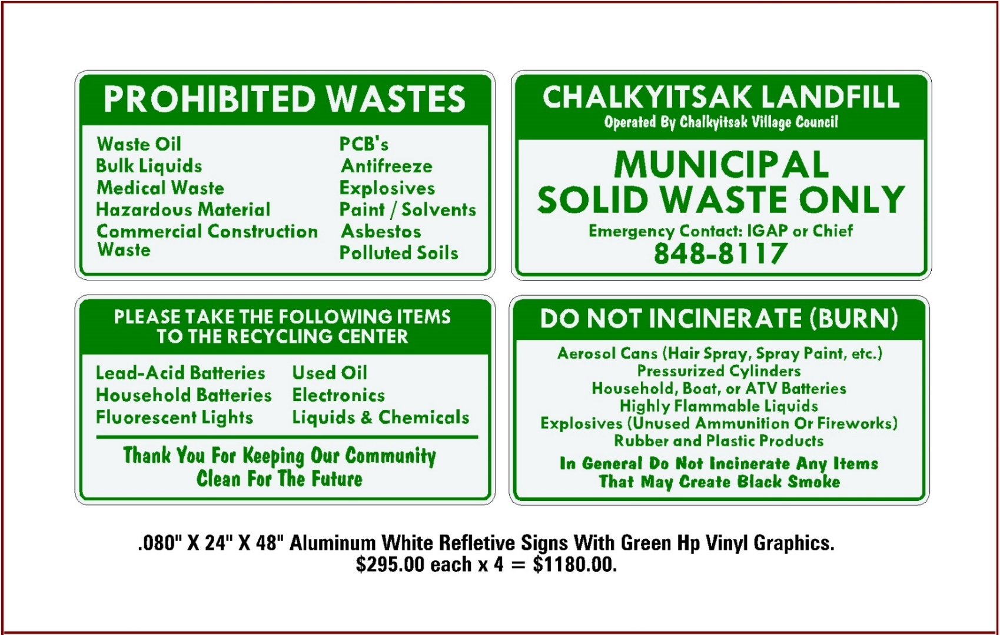 PROHIBITED WASTES
Waste Oil
Bulk Liquids
Medical Waste
Hazardous Material
Commercial Construction
Waste
PCB's
Antifreeze
Explosives
Paint / Solvents
Asbestos
Polluted Soils
CHALKYITSAK LANDFILL
Operated By Chalkyitsak Village Council
MUNICIPAL
SOLID WASTE ONLY
Emergency Contact: IGAP or Chief
848-8117
PLEASE TAKE THE FOLLOWING ITEMS
TO THE RECYCLING CENTER
Lead-Acid Batteries
Household Batteries
Fluorescent Lights
Used Oil
Electronics
Liquids & Chemicals
Thank You For Keeping Our Community
Clean For The Future
DO NOT INCINERATE (BURN)
Aerosol Cans (Hair Spray, Spray Paint, etc.)
Pressurized Cylinders
Household, Boat, or ATV Batteries
Highly Flammable Liquids
Explosives (Unused Ammunition Or Fireworks)
Rubber and Plastic Products
In General Do Not Incinerate Any Items
That May Create Black Smoke
.080" X 24" X 48" Aluminum White Refletive Signs With Green Hp Vinyl Graphics.
$295.00 each x 4 = $1180.00.